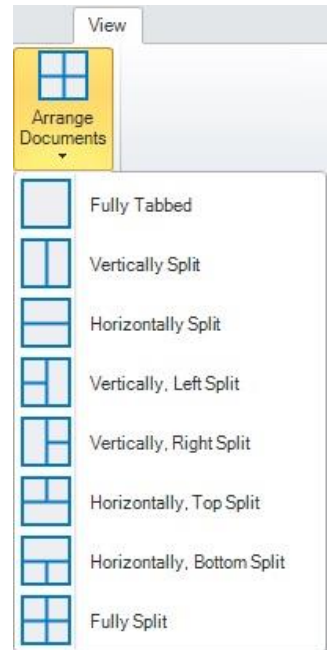 View
Arrange
Documents
Fully Tabbed
Vertically Split
Horizontally Split
Vertically, Left Split
Vertically, Right Split
Horizontally, Top Split
Horizontally, Bottom Split
Fully Split